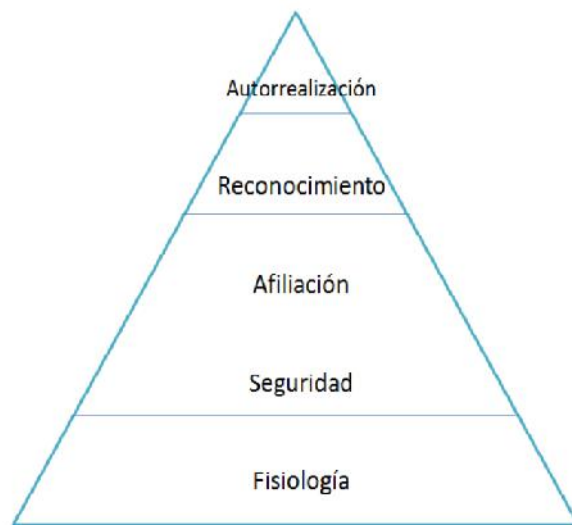 Autorrealización
Reconocimiento
Afiliación
Seguridad
Fisiología